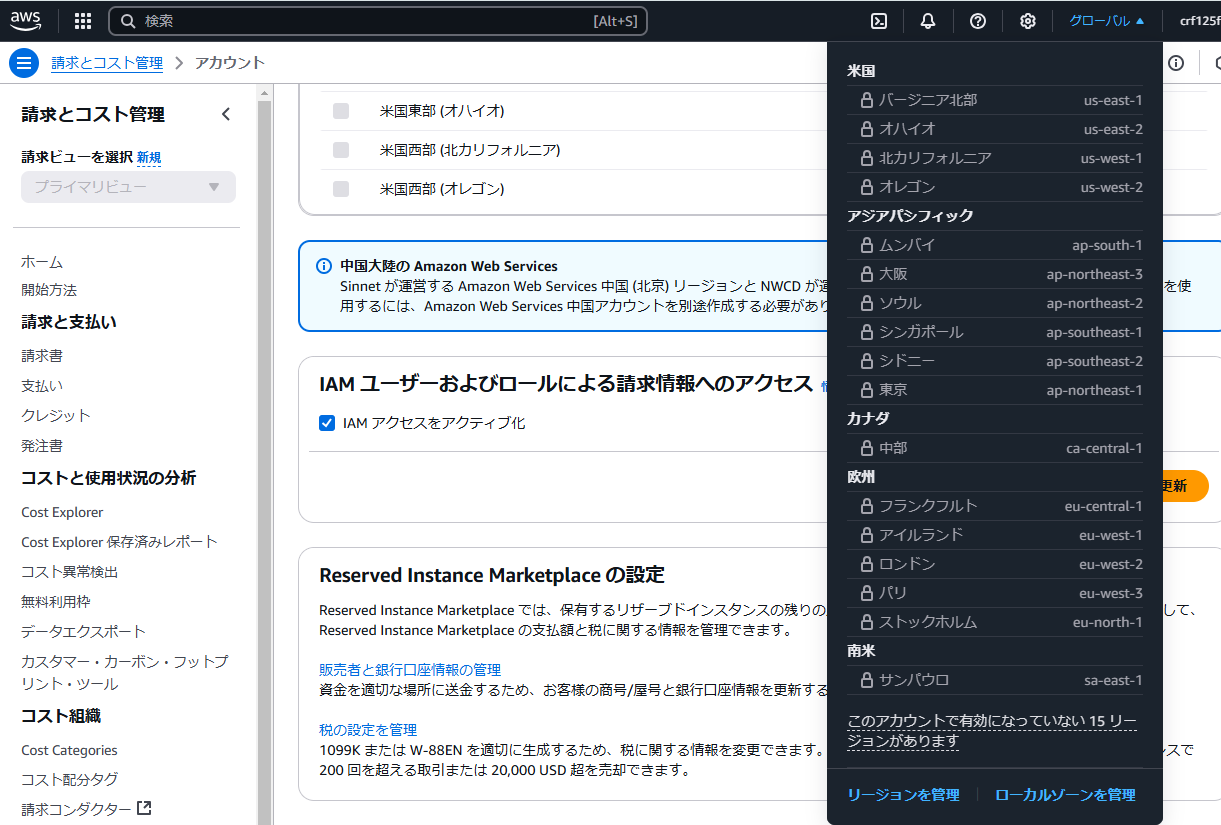 aws
検索
[Alt+S]
グローバル
crf125f
請求とコスト管理
アカウント
請求とコスト管理
請求ビューを選択 新規
プライマリビュー
ホーム
開始方法
請求と支払い
請求書
支払い
クレジット
発注書
コストと使用状況の分析
Cost Explorer
Cost Explorer 保存済みレポート
コスト異常検出
無料利用枠
データエクスポート
カスタマー・カーボン・フットプ
リント・ツール
コスト組織
Cost Categories
コスト配分タグ
請求コンダクター
米国東部 (オハイオ)
米国西部 (北カリフォルニア)
米国西部 (オレゴン)
中国大陸の Amazon Web Services
Sinnet が運営する Amazon Web Services 中国 (北京) リージョンと NWCD が運 を使
用するには、Amazon Web Services 中国アカウントを別途作成する必要があり
IAM ユーザーおよびロールによる請求情報へのアクセス
IAM アクセスをアクティブ化
更新
Reserved Instance Marketplace の設定
Reserved Instance Marketplace では、保有するリザーブドインスタンスの残りの して、
Reserved Instance Marketplace の支払額と税に関する情報を管理できます。
販売者と銀行口座情報の管理
資金を適切な場所に送金するため、お客様の商号/屋号と銀行口座情報を更新する
税の設定を管理
1099K または W-88EN を適切に生成するため、税に関する情報を変更できます。 ンスで
200 回を超える取引または 20,000 USD 超を売却できます。
米国
バージニア北部 us-east-1
オハイオ us-east-2
北カリフォルニア us-west-1
オレゴン us-west-2
アジアパシフィック
ムンバイ ap-south-1
大阪 ap-northeast-3
ソウル ap-northeast-2
シンガポール ap-southeast-1
シドニー ap-southeast-2
東京 ap-northeast-1
カナダ
中部 ca-central-1
欧州
フランクフルト eu-central-1
アイルランド eu-west-1
ロンドン eu-west-2
パリ eu-west-3
ストックホルム eu-north-1
南米
サンパウロ sa-east-1
このアカウントで有効になっていない 15 リー
ジョンがあります
リージョンを管理
ローカルゾーンを管理